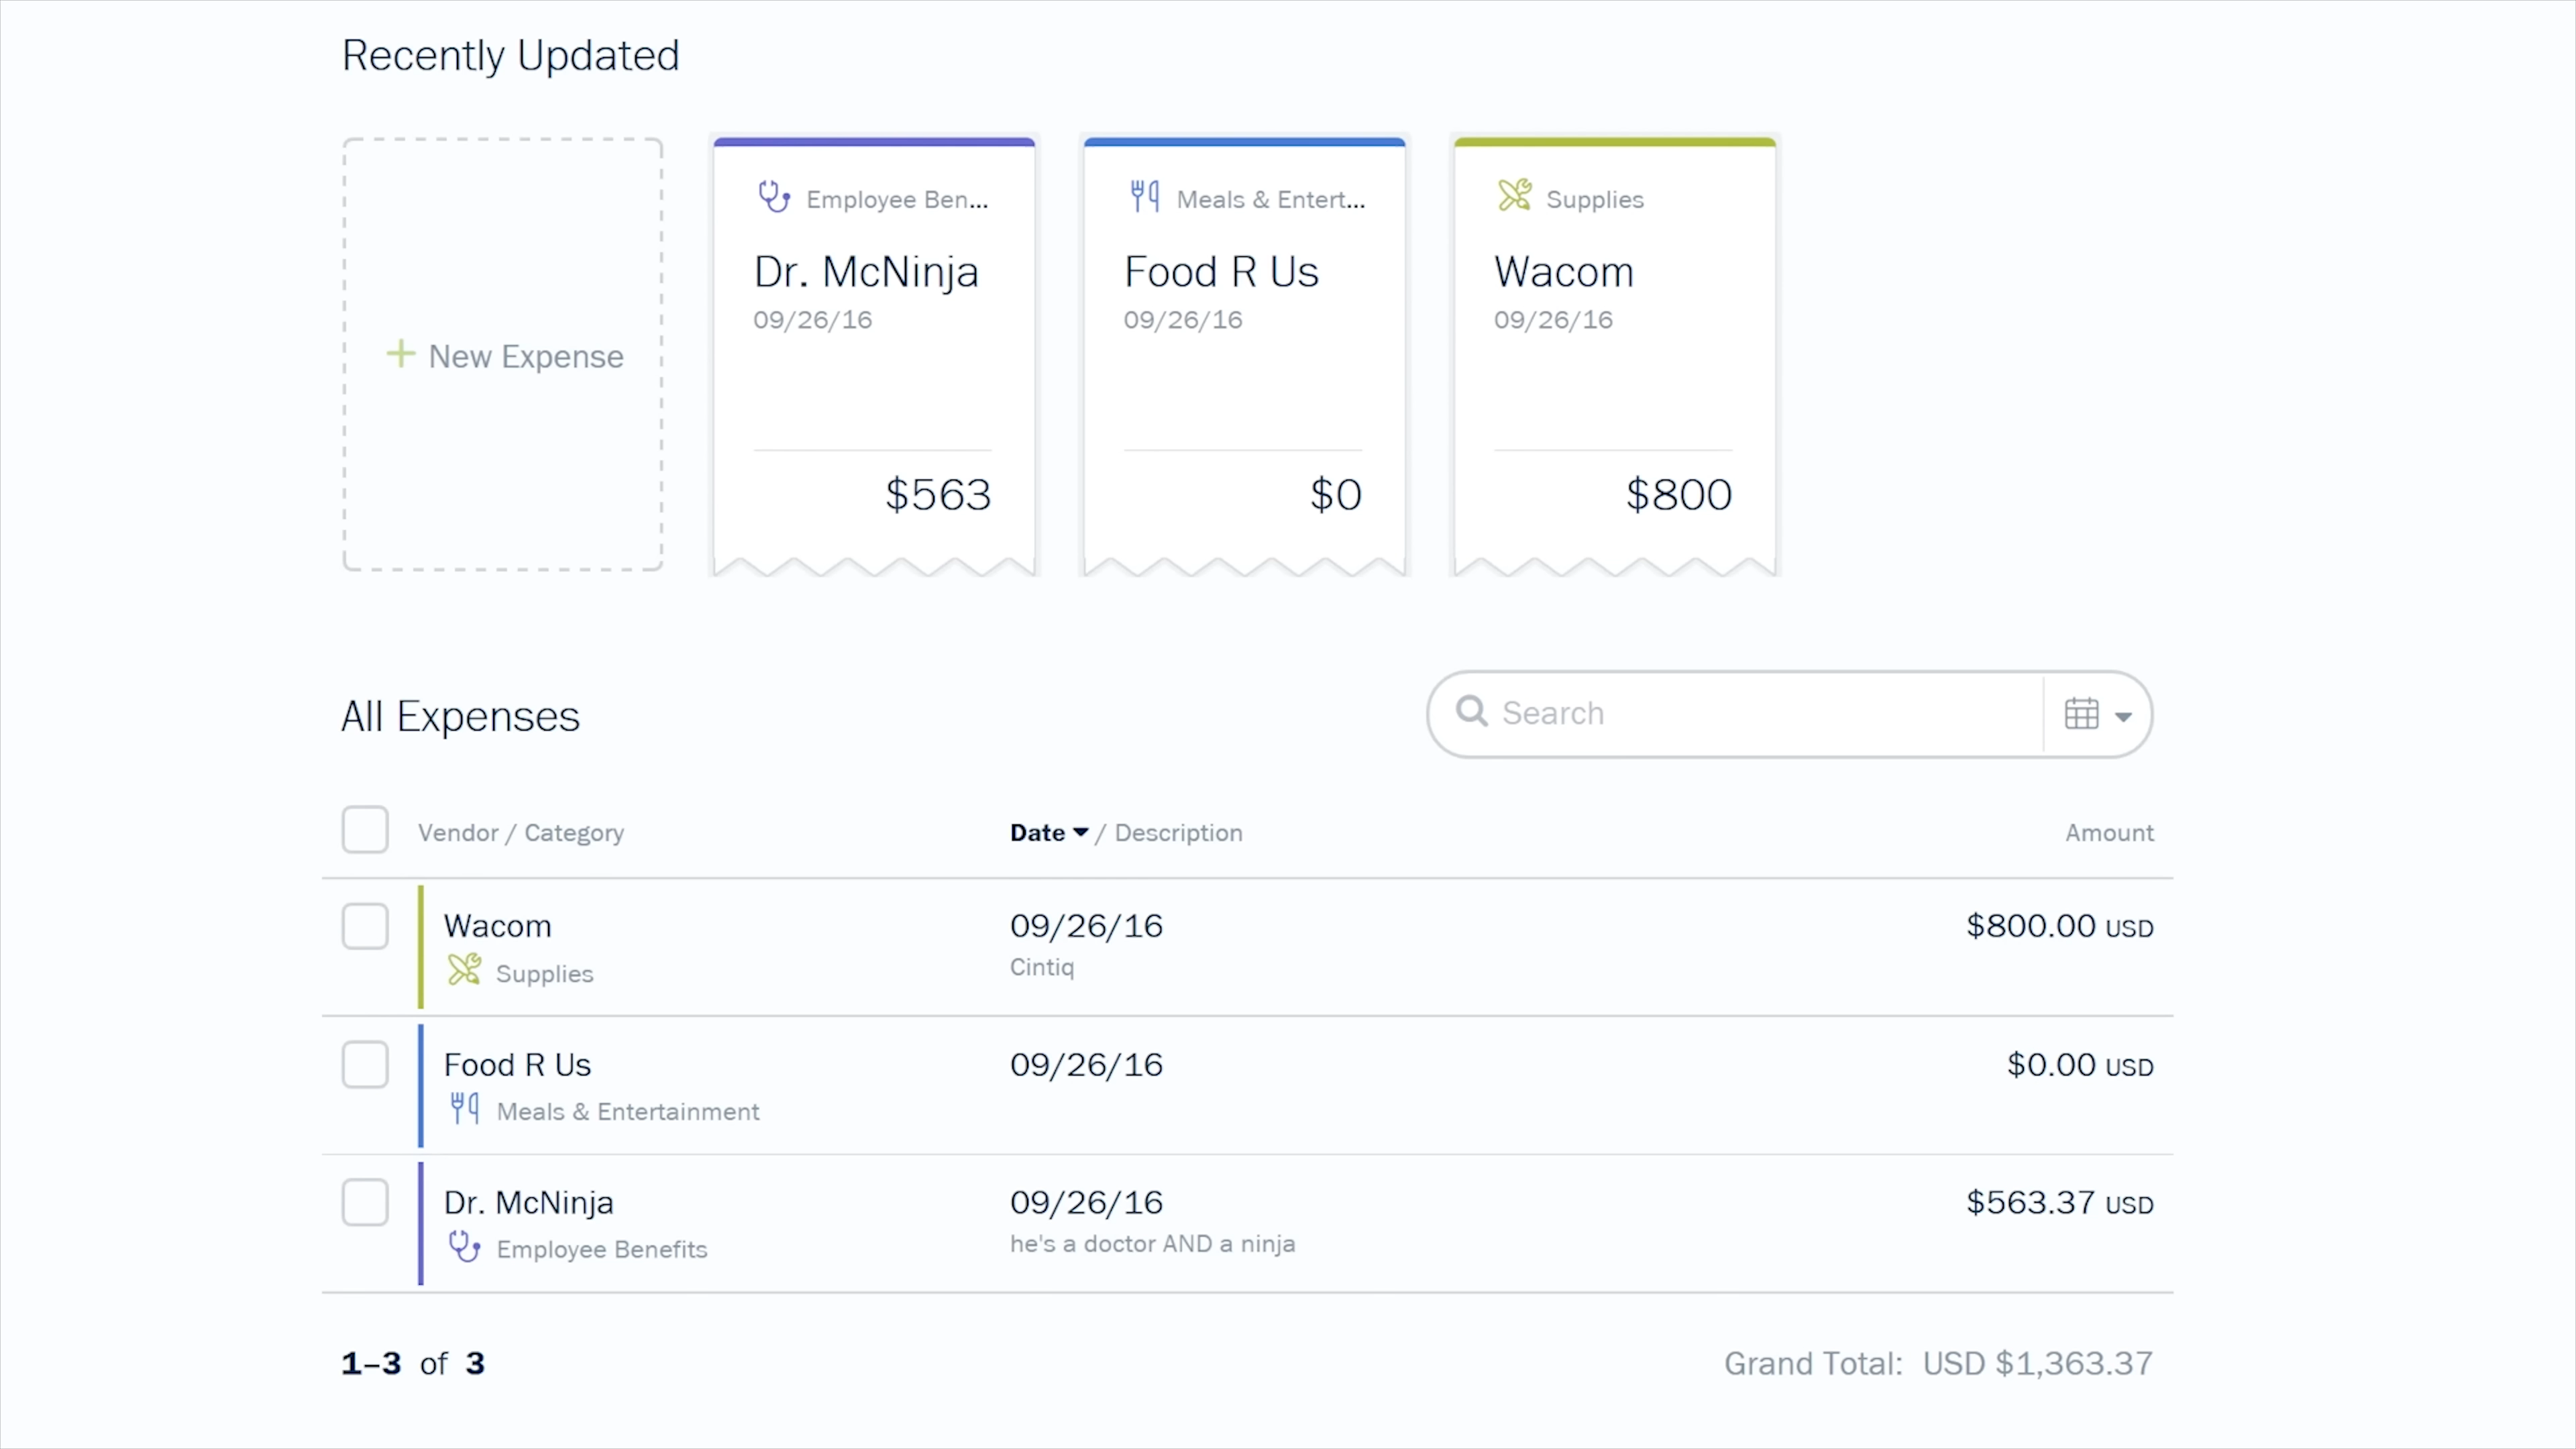 Recently Updated
+ New Expense
Employee Ben...
Dr. McNinja
09/26/16
$563
Meals & Entert...
Food R Us
09/26/16
$0
Supplies
Wacom
09/26/16
$800
All Expenses
Search
Vendor / Category
Date / Description
Amount
Wacom
Supplies
09/26/16
Cintiq
$800.00 USD
Food R Us
Meals & Entertainment
09/26/16
$0.00 USD
Dr. McNinja
Employee Benefits
09/26/16
he's a doctor AND a ninja
$563.37 USD
1–3 of 3
Grand Total: USD $1,363.37